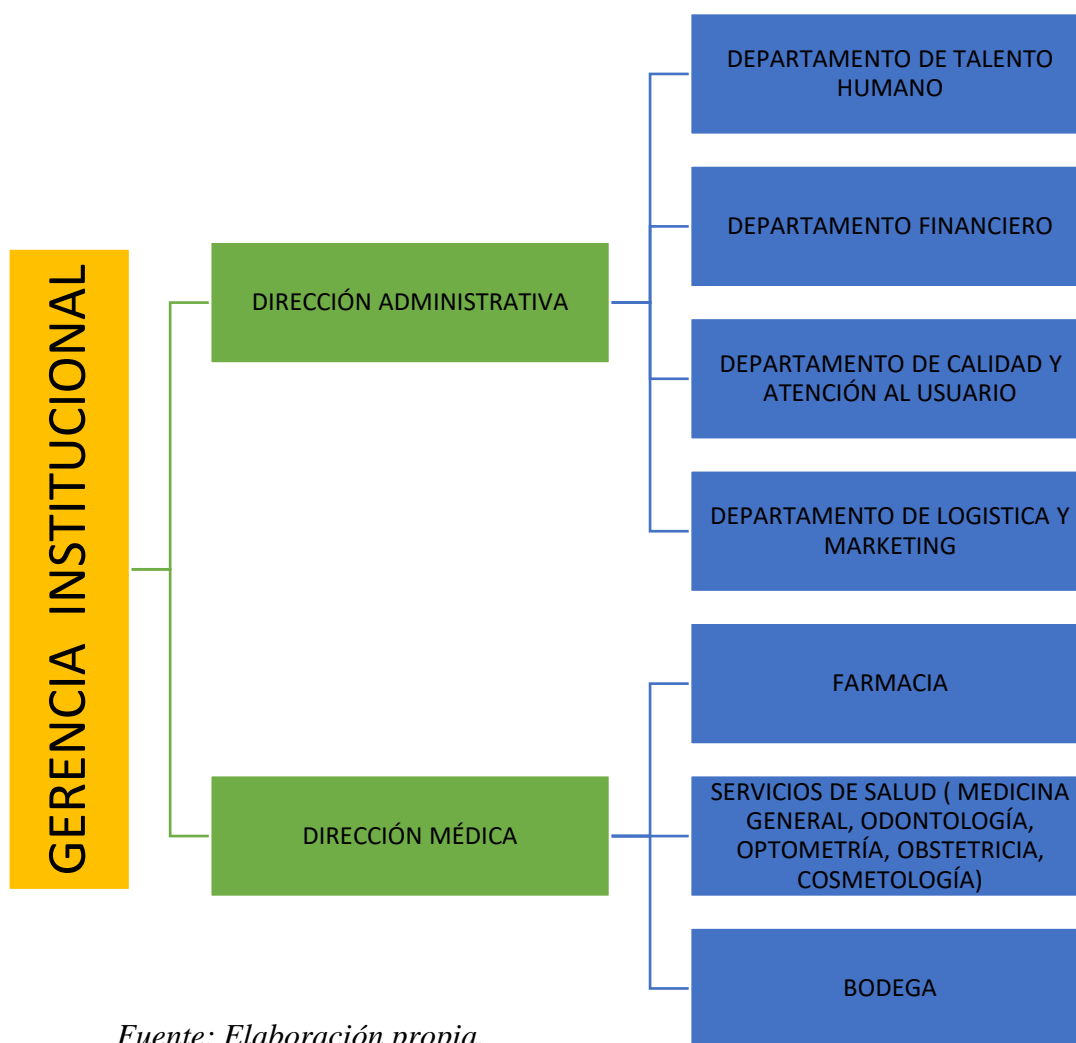 GERENCIA INSTITUCIONAL
DIRECCIÓN ADMINISTRATIVA
DEPARTAMENTO DE TALENTO
HUMANO
DEPARTAMENTO FINANCIERO
DEPARTAMENTO DE CALIDAD Y
ATENCIÓN AL USUARIO
DEPARTAMENTO DE LOGISTICA Y
MARKETING
DIRECCIÓN MÉDICA
FARMACIA
SERVICIOS DE SALUD ( MEDICINA
GENERAL, ODONTOLOGÍA,
OPTOMETRÍA, OBSTETRICIA,
COSMETOLOGÍA)
BODEGA
Fuente: Elaboración propia.